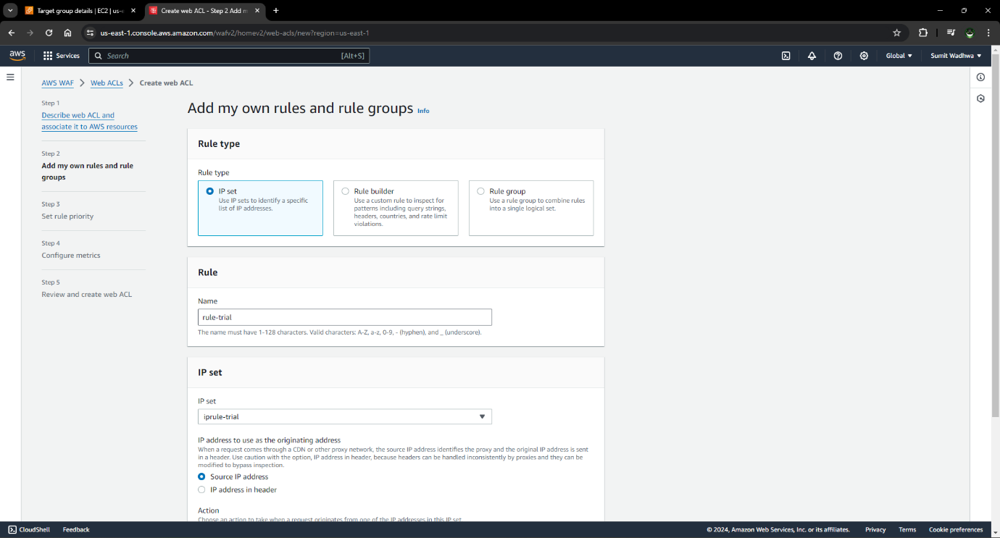 Target group details | EC2 | us-e
Create web ACL - Step 2 Add m
us-east-1.console.aws.amazon.com/wafv2/homev2/web-acls/new?region=us-east-1
aws
Services
Search
[Alt+S]
Global
Sumit Wadhwa
AWS WAF
Web ACLs
Create web ACL
Step 1
Describe web ACL and
associate it to AWS resources
Step 2
Add my own rules and rule
groups
Step 3
Set rule priority
Step 4
Configure metrics
Step 5
Review and create web ACL
Add my own rules and rule groups Info
Rule type
Rule type
IP set
Use IP sets to identify a specific
list of IP addresses.
Rule builder
Use a custom rule to inspect for
patterns including query strings,
headers, countries, and rate limit
violations.
Rule group
Use a rule group to combine rules
into a single logical set.
Rule
Name
rule-trial
The name must have 1-128 characters. Valid characters: A-Z, a-z, 0-9, - (hyphen), and _ (underscore).
IP set
IP set
iprule-trial
IP address to use as the originating address
When a request comes through a CDN or other proxy network, the source IP address identifies the proxy and the original IP address is sent
in a header. Use caution with the option, IP address in header, because headers can be handled inconsistently by proxies and they can be
modified to bypass inspection.
Source IP address
IP address in header
Action
Choose an action to take when a request originates from one of the IP addresses in this IP set.
CloudShell
Feedback
© 2024, Amazon Web Services, Inc. or its affiliates.
Privacy
Terms
Cookie preferences